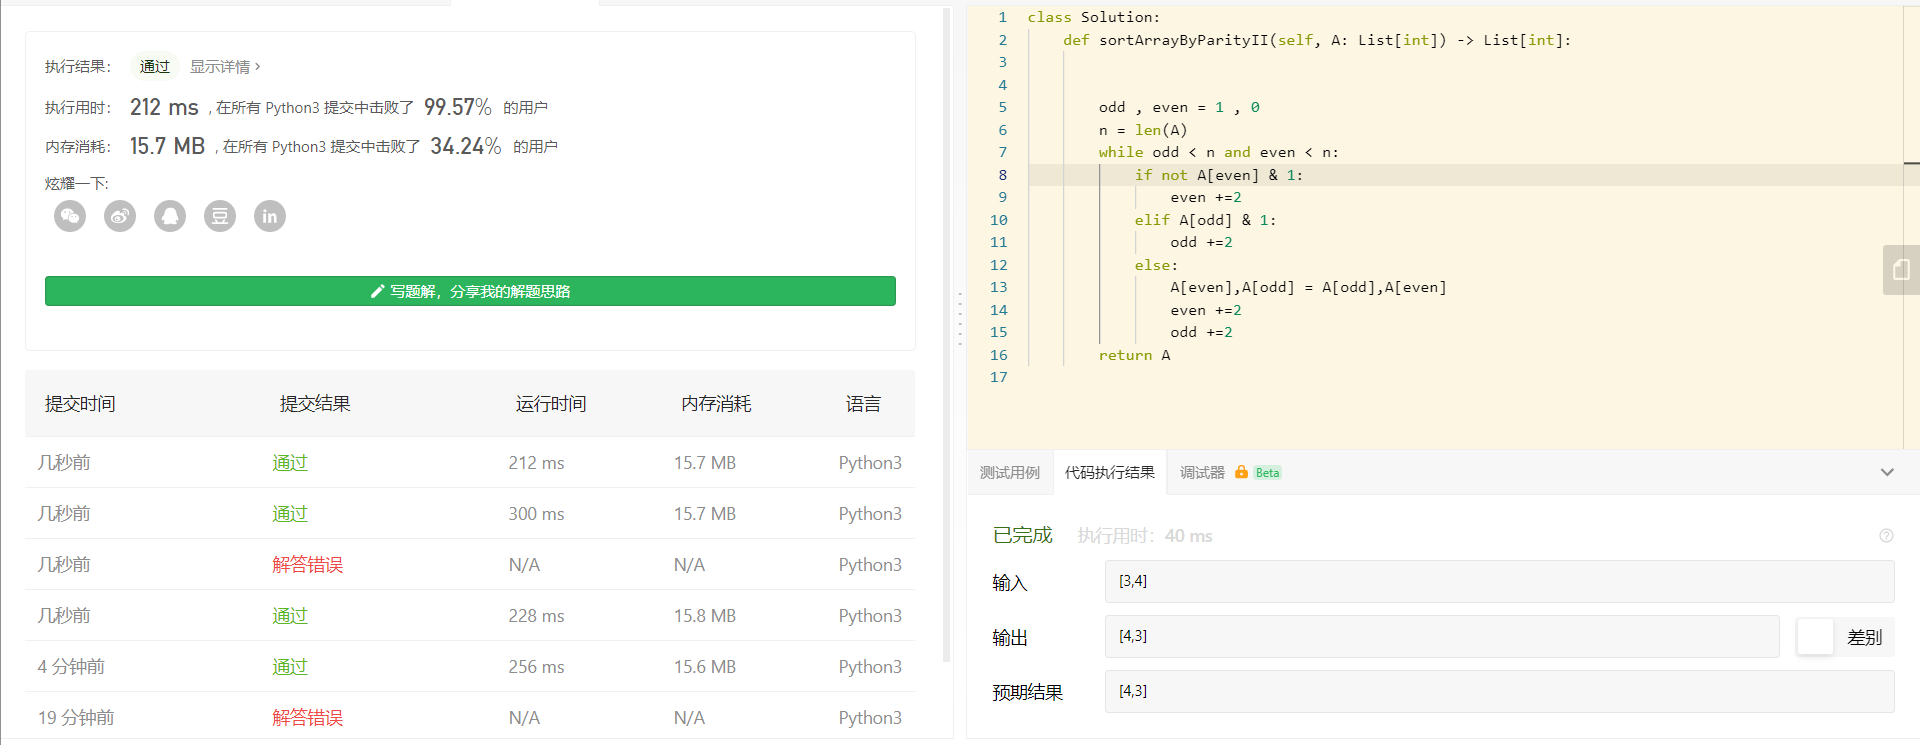 执行结果： 通过 显示详情 ›
执行用时： 212 ms , 在所有 Python3 提交中击败了 99.57% 的用户
内存消耗： 15.7 MB , 在所有 Python3 提交中击败了 34.24% 的用户
炫耀一下:
豆 in
写题解，分享我的解题思路
提交时间 提交结果 运行时间 内存消耗 语言
几秒前 通过 212 ms 15.7 MB Python3
几秒前 通过 300 ms 15.7 MB Python3
几秒前 解答错误 N/A N/A Python3
几秒前 通过 228 ms 15.8 MB Python3
4 分钟前 通过 256 ms 15.6 MB Python3
19 分钟前 解答错误 N/A N/A Python3
1 class Solution:
2 def sortArrayByParityII(self, A: List[int]) -> List[int]:
3
4
5 odd , even = 1 , 0
6 n = len(A)
7 while odd < n and even < n:
8 if not A[even] & 1:
9 even +=2
10 elif A[odd] & 1:
11 odd +=2
12 else:
13 A[even],A[odd] = A[odd],A[even]
14 even +=2
15 odd +=2
16 return A
17
测试用例 代码执行结果 调试器 Beta
已完成 执行用时：40 ms
输入 [3,4]
输出 [4,3] 差别
预期结果 [4,3]